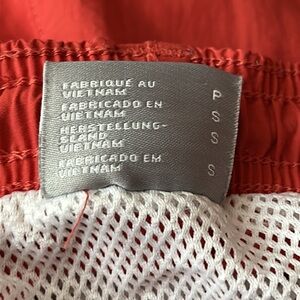 FABRIQUÉ AU
VIETNAM
P
FABRICADO EN
VIETNAM
S
HERSTELLUNG-
SLAND
VIETNAM
S
FABRICADO EM
VIETNAM
S